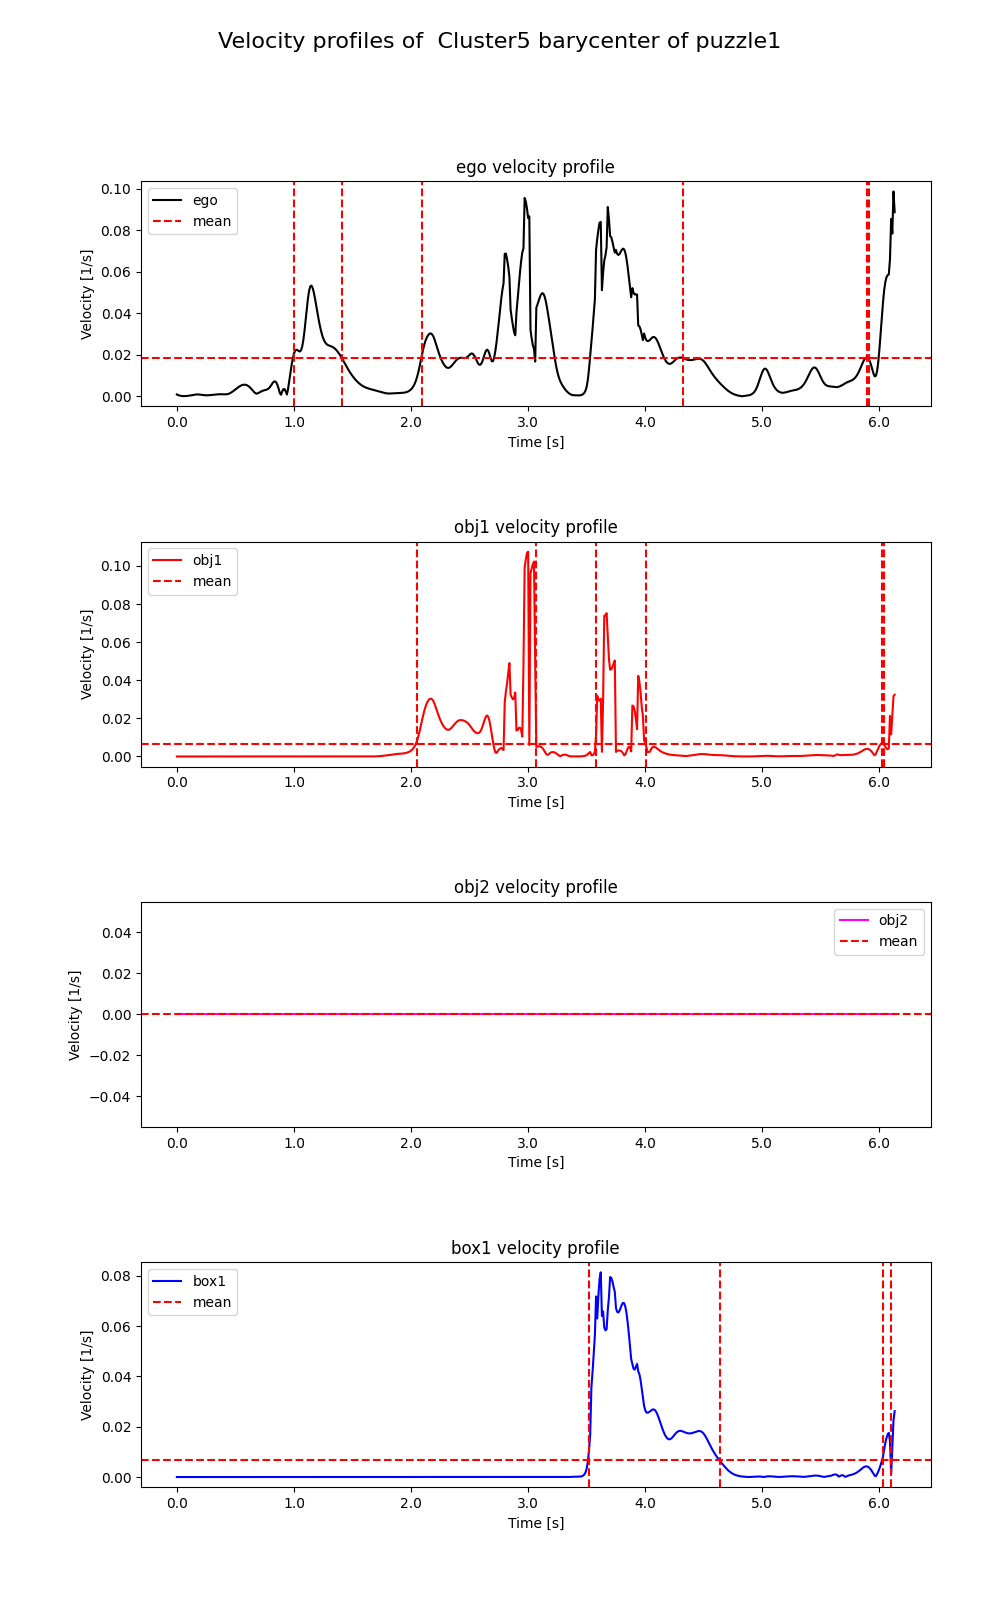 Velocity profiles of  Cluster5 barycenter of puzzle1
ego velocity profile
ego
mean
0.10
0.08
0.06
0.04
0.02
0.00
Velocity [1/s]
0.0 1.0 2.0 3.0 4.0 5.0 6.0
Time [s]
obj1 velocity profile
obj1
mean
0.10
0.08
0.06
0.04
0.02
0.00
Velocity [1/s]
0.0 1.0 2.0 3.0 4.0 5.0 6.0
Time [s]
obj2 velocity profile
obj2
mean
0.04
0.02
0.00
−0.02
−0.04
Velocity [1/s]
0.0 1.0 2.0 3.0 4.0 5.0 6.0
Time [s]
box1 velocity profile
box1
mean
0.08
0.06
0.04
0.02
0.00
Velocity [1/s]
0.0 1.0 2.0 3.0 4.0 5.0 6.0
Time [s]